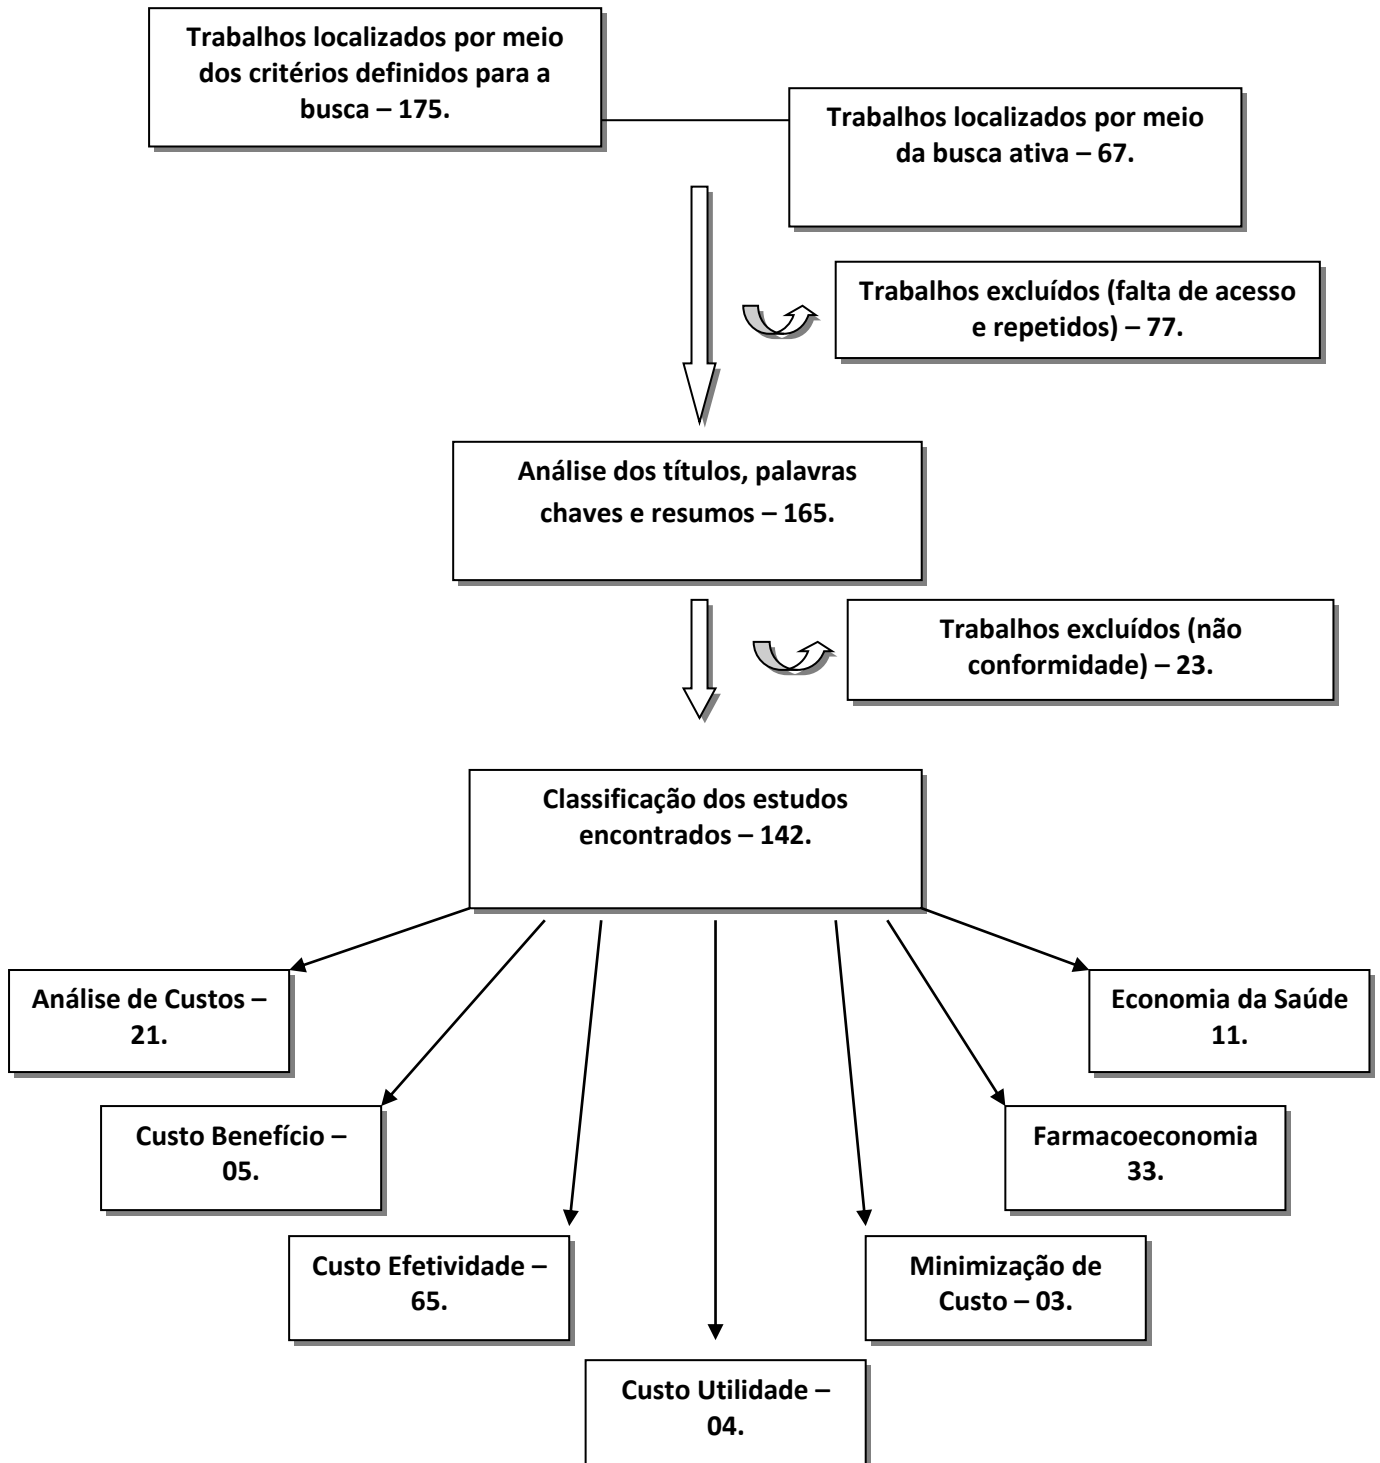 Trabalhos localizados por meio
dos critérios definidos para a
busca – 175.
Trabalhos localizados por meio
da busca ativa – 67.
Trabalhos excluídos (falta de acesso
e repetidos) – 77.
Análise dos títulos, palavras
chaves e resumos – 165.
Trabalhos excluídos (não
conformidade) – 23.
Classificação dos estudos
encontrados – 142.
Análise de Custos –
21.
Economia da Saúde
11.
Custo Benefício –
05.
Farmacoeconomia
33.
Custo Efetividade –
65.
Minimização de
Custo – 03.
Custo Utilidade –
04.